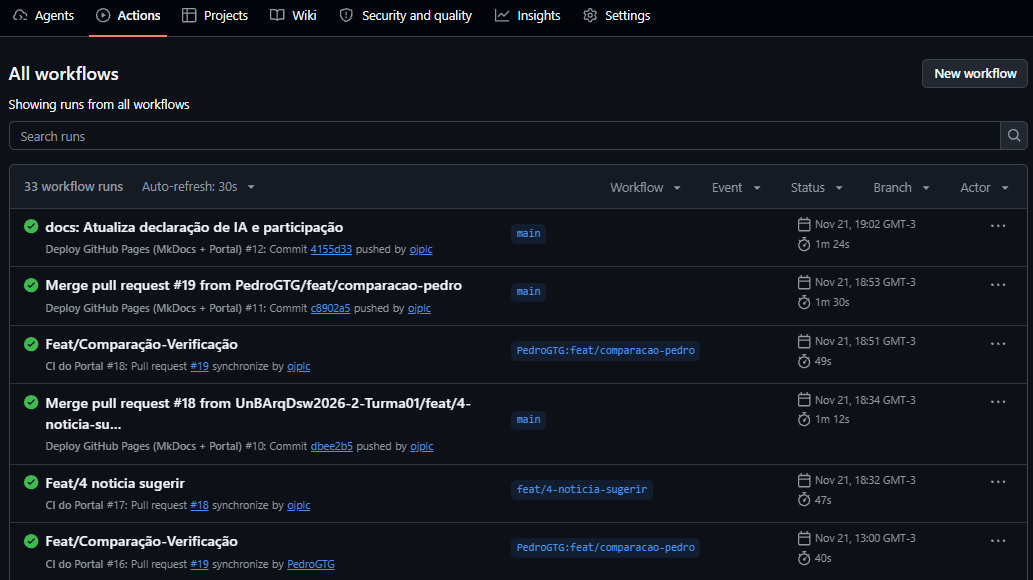 Agents Actions Projects Wiki Security and quality Insights Settings
All workflows
New workflow
Showing runs from all workflows
Search runs
33 workflow runs Auto-refresh: 30s Workflow Event Status Branch Actor
docs: Atualiza declaração de IA e participação
Deploy GitHub Pages (MkDocs + Portal) #12: Commit 4155d33 pushed by ojplc
main
Nov 21, 19:02 GMT-3
1m 24s
Merge pull request #19 from PedroGTG/feat/comparacao-pedro
Deploy GitHub Pages (MkDocs + Portal) #11: Commit c8902a5 pushed by ojplc
main
Nov 21, 18:53 GMT-3
1m 30s
Feat/Comparação-Verificação
CI do Portal #18: Pull request #19 synchronize by ojplc
PedroGTG:feat/comparacao-pedro
Nov 21, 18:51 GMT-3
49s
Merge pull request #18 from UnBArqDsw2026-2-Turma01/feat/4-
noticia-su...
Deploy GitHub Pages (MkDocs + Portal) #10: Commit dbee2b5 pushed by ojplc
main
Nov 21, 18:34 GMT-3
1m 12s
Feat/4 noticia sugerir
CI do Portal #17: Pull request #18 synchronize by ojplc
feat/4-noticia-sugerir
Nov 21, 18:32 GMT-3
47s
Feat/Comparação-Verificação
CI do Portal #16: Pull request #19 synchronize by PedroGTG
PedroGTG:feat/comparacao-pedro
Nov 21, 13:00 GMT-3
40s